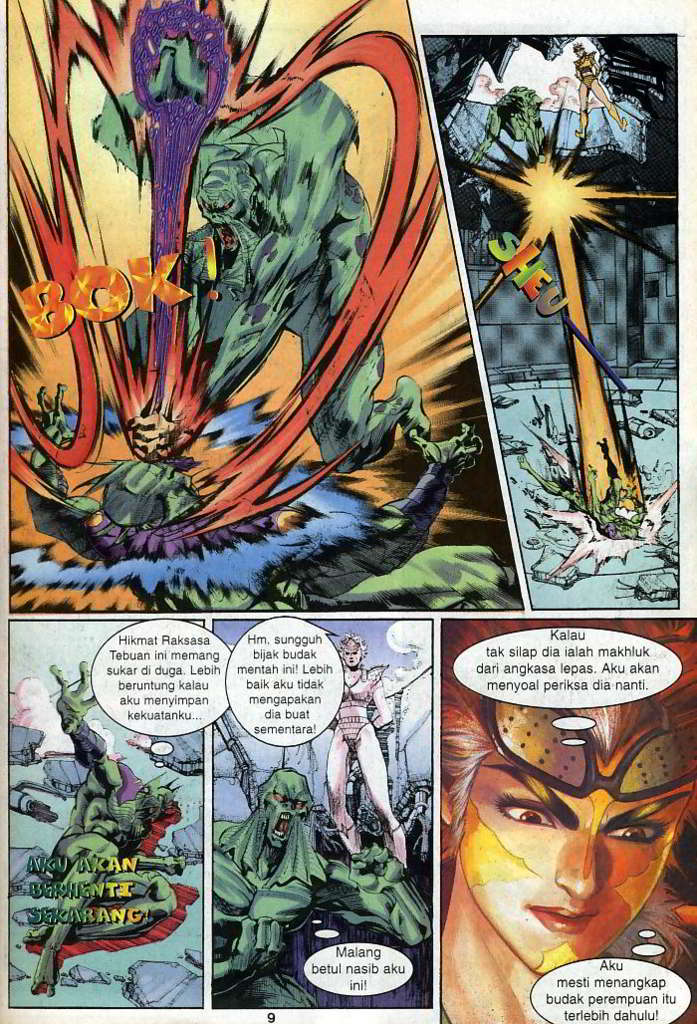 BOK!
SHEU
Hikmat Raksasa
Tebuan ini memang
sukar di duga. Lebih
beruntung kalau
aku menyimpan
kekuatanku...
AKU AKAN
BERHENTI
SEKARANG!
Hm, sungguh
bijak budak
mentah ini! Lebih
baik aku tidak
mengapakan
dia buat
sementara!
Malang
betul nasib aku
ini!
Kalau
tak silap dia ialah makhluk
dari angkasa lepas. Aku akan
menyoal periksa dia nanti.
Aku
mesti menangkap
budak perempuan itu
terlebih dahulu!
9